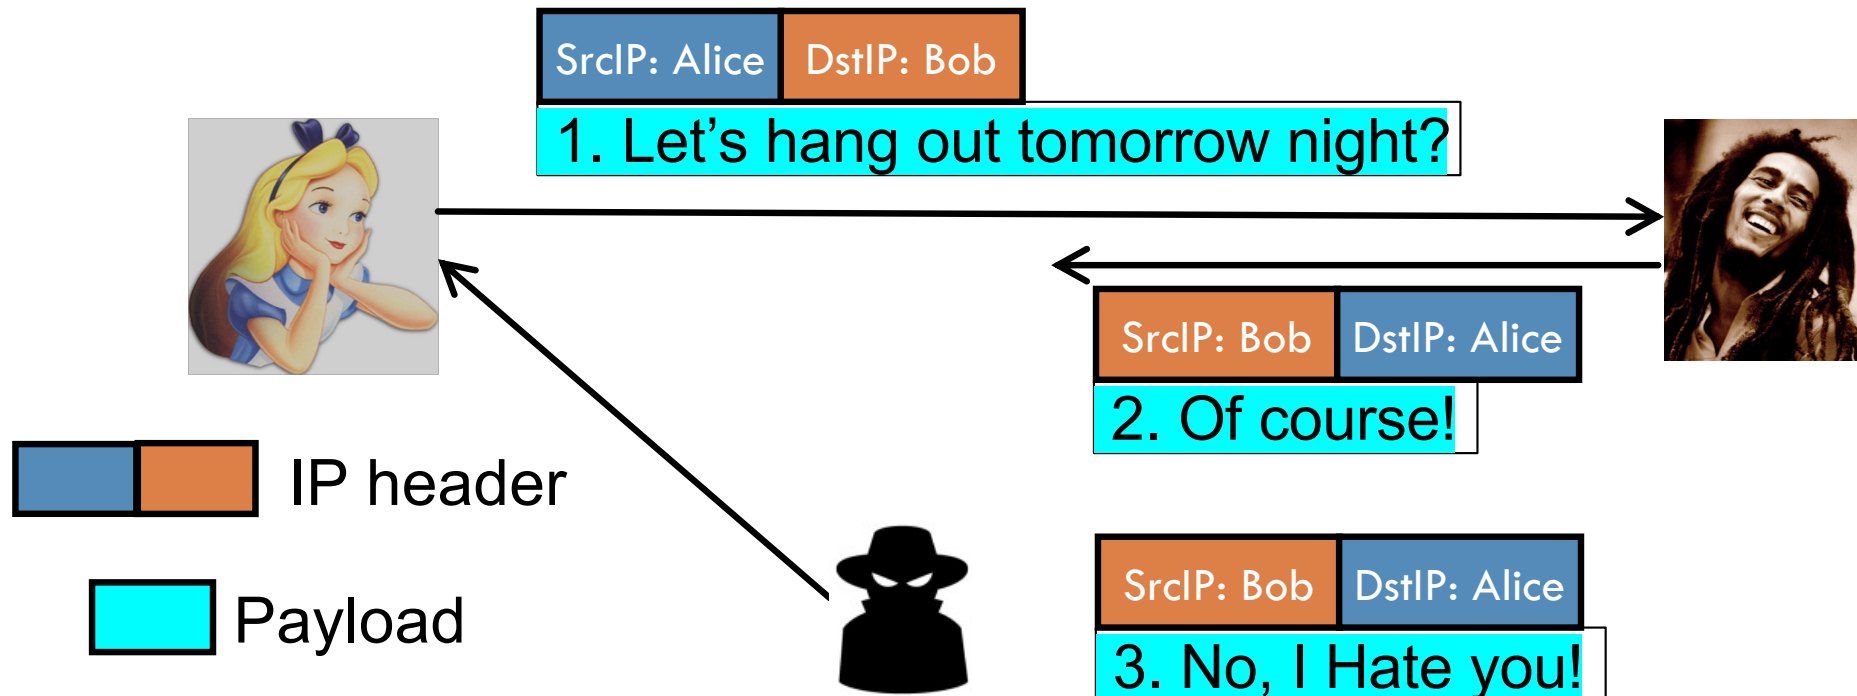 SrcIP: Alice DstIP: Bob
1. Let’s hang out tomorrow night?
SrcIP: Bob DstIP: Alice
2. Of course!
IP header
SrcIP: Bob DstIP: Alice
Payload
3. No, I Hate you!